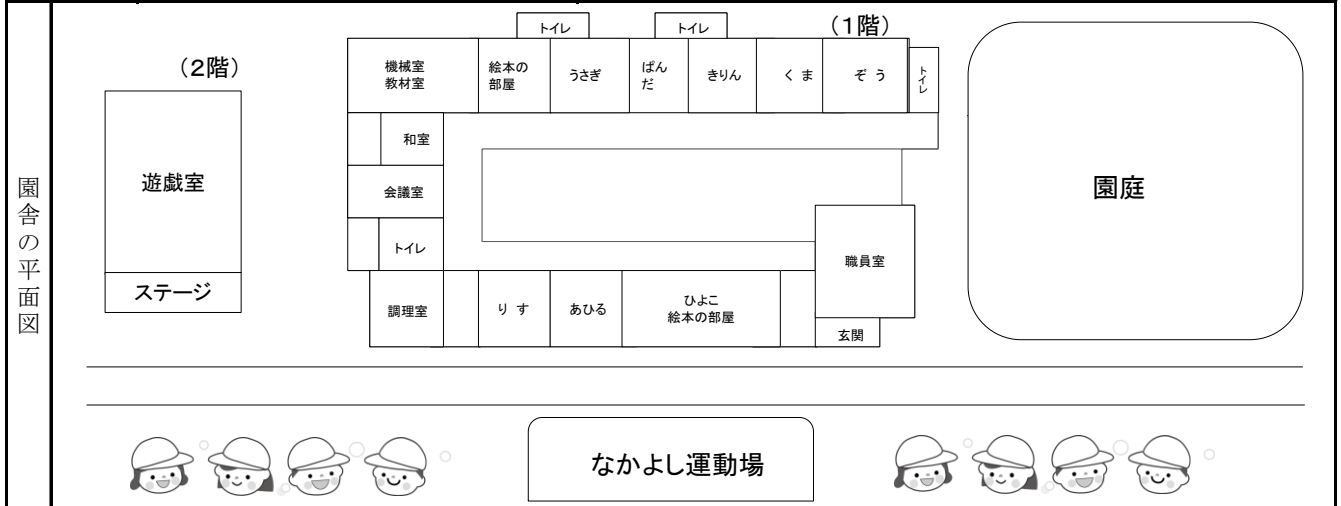 園舎の平面図
（2階）
遊戯室
ステージ
（1階）
トイレ
トイレ
機械室
教材室
絵本の
部屋
うさぎ
ぱん
だ
きりん
くま
ぞう
トイレ
和室
会議室
トイレ
調理室
りす
あひる
ひよこ
絵本の部屋
職員室
玄関
園庭
なかよし運動場